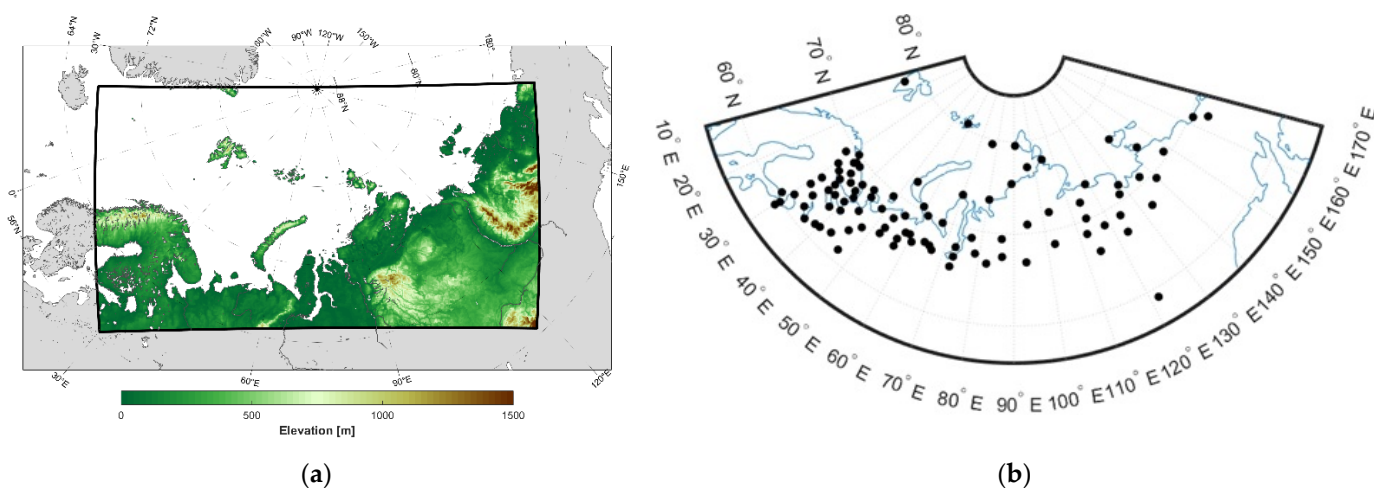 64°N
72°N
30°W
60°W
90°W
120°W
150°W
180°
80°N
88°N
0°
56°N
150°E
30°E
60°E
90°E
120°E
0
500
1000
1500
Elevation [m]
(a)
80° N
70° N
60° N
10° E
20° E
30° E
40° E
50° E
60° E
70° E
80° E
90° E
100° E
110° E
120° E
130° E
140° E
150° E
160° E
170° E
(b)